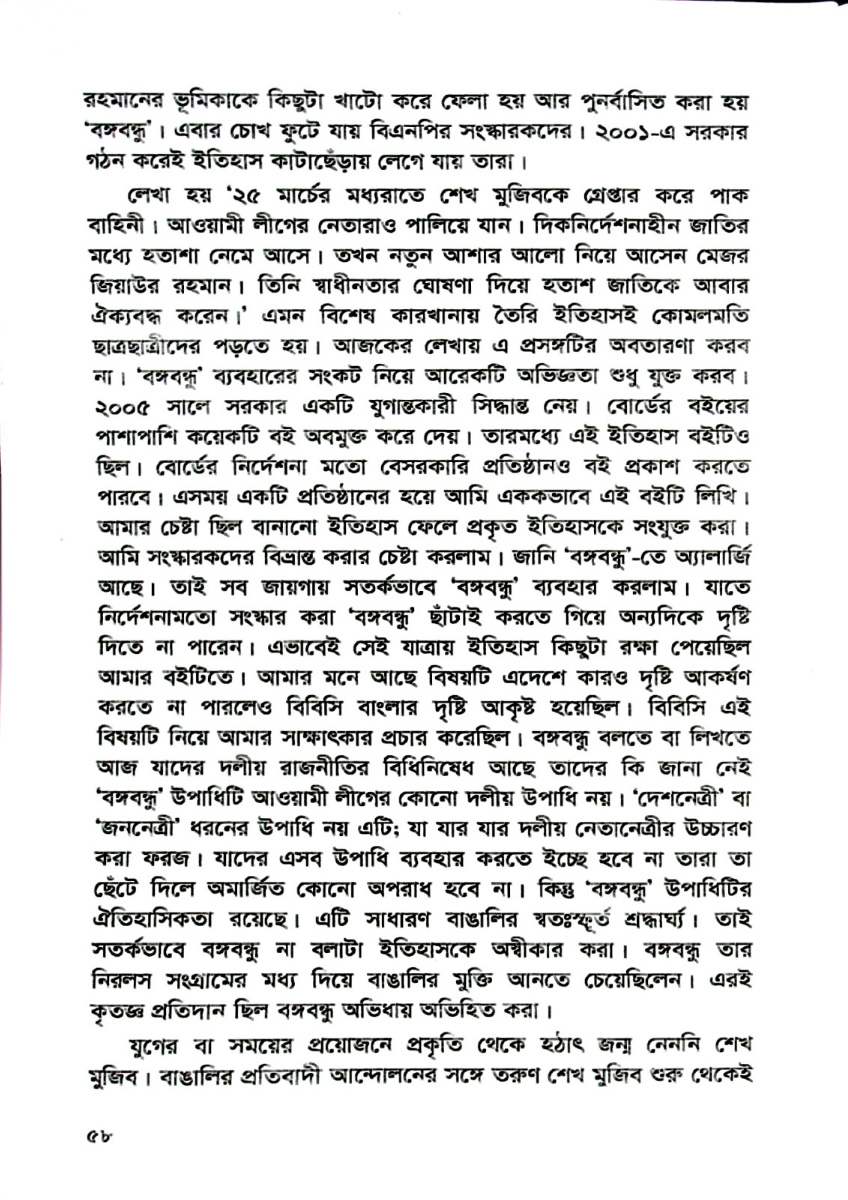 রহমানের ভূমিকাকে কিছুটা খাটো করে ফেলা হয় আর পুনর্বাসিত করা হয়
‘বঙ্গবন্ধু’। এবার চোখ ফুটে যায় বিএনপির সংস্কারকদের। ২০০১-এ সরকার
গঠন করেই ইতিহাস কাটাছেঁড়ায় লেগে যায় তারা।
লেখা হয় ‘২৫ মার্চের মধ্যরাতে শেখ মুজিবকে গ্রেপ্তার করে পাক
বাহিনী। আওয়ামী লীগের নেতারাও পালিয়ে যান। দিকনির্দেশনাহীন জাতির
মধ্যে হতাশা নেমে আসে। তখন নতুন আশার আলো নিয়ে আসেন মেজর
জিয়াউর রহমান। তিনি স্বাধীনতার ঘোষণা দিয়ে হতাশ জাতিকে আবার
ঐক্যবদ্ধ করেন।’ এমন বিশেষ কারখানায় তৈরি ইতিহাসই কোমলমতি
ছাত্রছাত্রীদের পড়তে হয়। আজকের লেখায় এ প্রসঙ্গটির অবতারণা করব
না। ‘বঙ্গবন্ধু’ ব্যবহারের সংকট নিয়ে আরেকটি অভিজ্ঞতা শুধু যুক্ত করব।
২০০৫ সালে সরকার একটি যুগান্তকারী সিদ্ধান্ত নেয়। বোর্ডের বইয়ের
পাশাপাশি কয়েকটি বই অবমুক্ত করে দেয়। তারমধ্যে এই ইতিহাস বইটিও
ছিল। বোর্ডের নির্দেশনা মতো বেসরকারি প্রতিষ্ঠানও বই প্রকাশ করতে
পারবে। এসময় একটি প্রতিষ্ঠানের হয়ে আমি এককভাবে এই বইটি লিখি।
আমার চেষ্টা ছিল বানানো ইতিহাস ফেলে প্রকৃত ইতিহাসকে সংযুক্ত করা।
আমি সংস্কারকদের বিভ্রান্ত করার চেষ্টা করলাম। জানি ‘বঙ্গবন্ধু’-তে অ্যালার্জি
আছে। তাই সব জায়গায় সতর্কভাবে ‘বঙ্গবন্ধু’ ব্যবহার করলাম। যাতে
নির্দেশনামতো সংস্কার করা ‘বঙ্গবন্ধু’ ছাঁটাই করতে গিয়ে অন্যদিকে দৃষ্টি
দিতে না পারেন। এভাবেই সেই যাত্রায় ইতিহাস কিছুটা রক্ষা পেয়েছিল
আমার বইটিতে। আমার মনে আছে বিষয়টি এদেশে কারও দৃষ্টি আকর্ষণ
করতে না পারলেও বিবিসি বাংলার দৃষ্টি আকৃষ্ট হয়েছিল। বিবিসি এই
বিষয়টি নিয়ে আমার সাক্ষাৎকার প্রচার করেছিল। বঙ্গবন্ধু বলতে বা লিখতে
আজ যাদের দলীয় রাজনীতির বিধিনিষেধ আছে তাদের কি জানা নেই
‘বঙ্গবন্ধু’ উপাধিটি আওয়ামী লীগের কোনো দলীয় উপাধি নয়। ‘দেশনেত্রী’ বা
‘জননেত্রী’ ধরনের উপাধি নয় এটি; যা যার যার দলীয় নেতানেত্রীর উচ্চারণ
করা ফরজ। যাদের এসব উপাধি ব্যবহার করতে ইচ্ছে হবে না তারা তা
ছেঁটে দিলে অমার্জিত কোনো অপরাধ হবে না। কিন্তু ‘বঙ্গবন্ধু’ উপাধিটির
ঐতিহাসিকতা রয়েছে। এটি সাধারণ বাঙালির স্বতঃস্ফূর্ত শ্রদ্ধার্ঘ্য। তাই
সতর্কভাবে বঙ্গবন্ধু না বলাটা ইতিহাসকে অস্বীকার করা। বঙ্গবন্ধু তার
নিরলস সংগ্রামের মধ্য দিয়ে বাঙালির মুক্তি আনতে চেয়েছিলেন। এরই
কৃতজ্ঞ প্রতিদান ছিল বঙ্গবন্ধু অভিধায় অভিহিত করা।
যুগের বা সময়ের প্রয়োজনে প্রকৃতি থেকে হঠাৎ জন্ম নেননি শেখ
মুজিব। বাঙালির প্রতিবাদী আন্দোলনের সঙ্গে তরুণ শেখ মুজিব শুরু থেকেই
৫৮